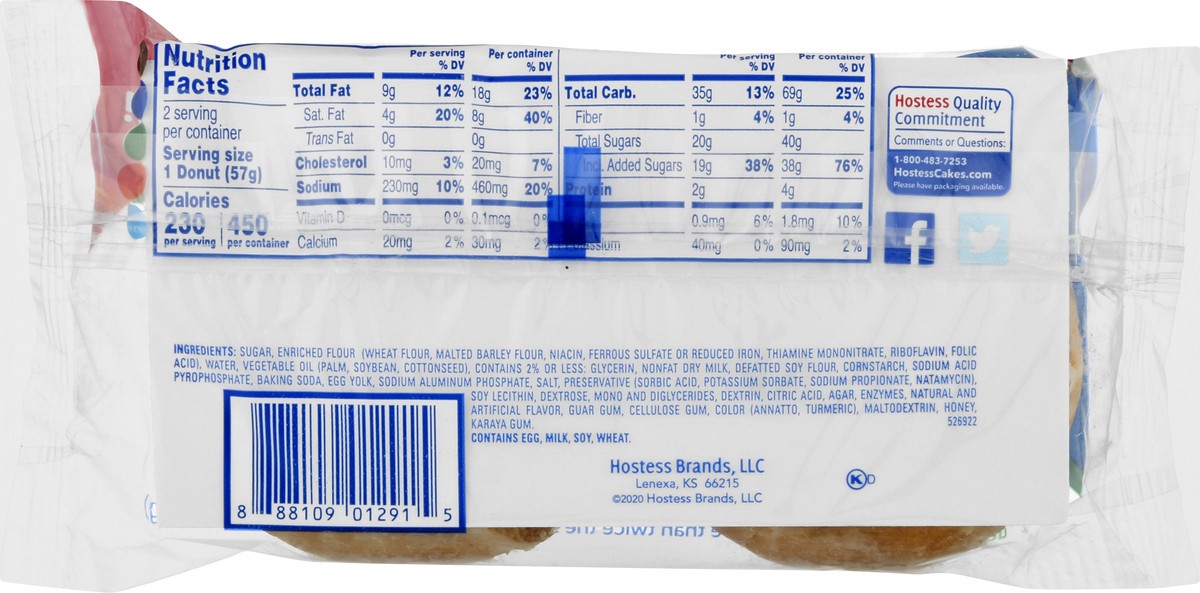 Nutrition
Facts
2 serving
per container
Serving size
1 Donut (57g)
Calories
230 450
per serving per container
Per serving Per container
% DV % DV
Total Fat 9g 12% 18g 23%
Sat. Fat 4g 20% 8g 40%
Trans Fat 0g 0g
Cholesterol 10mg 3% 20mg 7%
Sodium 230mg 10% 460mg 20%
Vitamin D 0mcg 0% 0.1mcg 0%
Calcium 20mg 2% 30mg 2%
Per serving Per container
% DV % DV
Total Carb. 35g 13% 69g 25%
Fiber 1g 4% 1g 4%
Total Sugars 20g 40g
Incl. Added Sugars 19g 38% 38g 76%
Protein 2g 4g
0.9mg 6% 1.8mg 10%
Potassium 40mg 0% 90mg 2%
Hostess Quality
Commitment
Comments or Questions:
1-800-483-7253
HostessCakes.com
Please have packaging available.
f
INGREDIENTS: SUGAR, ENRICHED FLOUR (WHEAT FLOUR, MALTED BARLEY FLOUR, NIACIN, FERROUS SULFATE OR REDUCED IRON, THIAMINE MONONITRATE, RIBOFLAVIN, FOLIC
ACID), WATER, VEGETABLE OIL (PALM, SOYBEAN, COTTONSEED), CONTAINS 2% OR LESS: GLYCERIN, NONFAT DRY MILK, DEFATTED SOY FLOUR, CORNSTARCH, SODIUM ACID
PYROPHOSPHATE, BAKING SODA, EGG YOLK, SODIUM ALUMINUM PHOSPHATE, SALT, PRESERVATIVE (SORBIC ACID, POTASSIUM SORBATE, SODIUM PROPIONATE, NATAMYCIN),
SOY LECITHIN, DEXTROSE, MONO AND DIGLYCERIDES, DEXTRIN, CITRIC ACID, AGAR, ENZYMES, NATURAL AND
ARTIFICIAL FLAVOR, GUAR GUM, CELLULOSE GUM, COLOR (ANNATTO, TURMERIC), MALTODEXTRIN, HONEY,
KARAYA GUM. 526922
CONTAINS EGG, MILK, SOY, WHEAT.
Hostess Brands, LLC
Lenexa, KS 66215
©2020 Hostess Brands, LLC
K D
8 88109 01291 5
than twice the